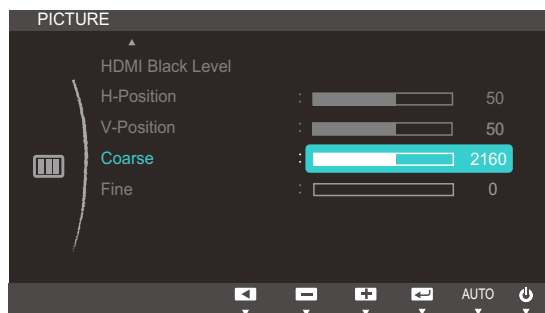 PICTURE
HDMI Black Level
H-Position : 50
V-Position : 50
Coarse : 2160
Fine : 0
AUTO